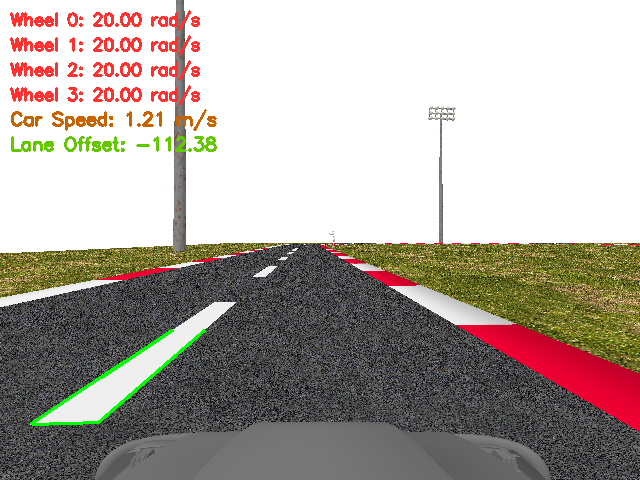 Wheel 0: 20.00 rad/s
Wheel 1: 20.00 rad/s
Wheel 2: 20.00 rad/s
Wheel 3: 20.00 rad/s
Car Speed: 1.21 m/s
Lane Offset: -112.38